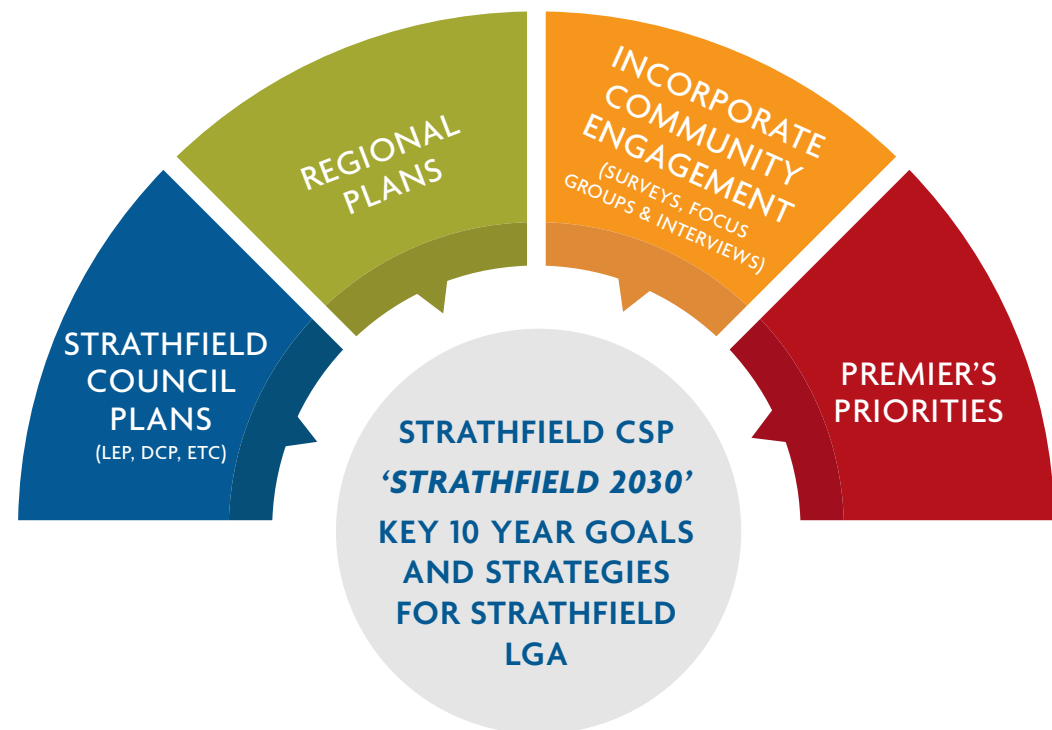 STRATHFIELD
COUNCIL
PLANS
(LEP, DCP, ETC)
REGIONAL
PLANS
INCORPORATE
COMMUNITY
ENGAGEMENT
(SURVEYS, FOCUS
GROUPS & INTERVIEWS)
PREMIER’S
PRIORITIES
STRATHFIELD CSP
‘STRATHFIELD 2030’
KEY 10 YEAR GOALS
AND STRATEGIES
FOR STRATHFIELD
LGA